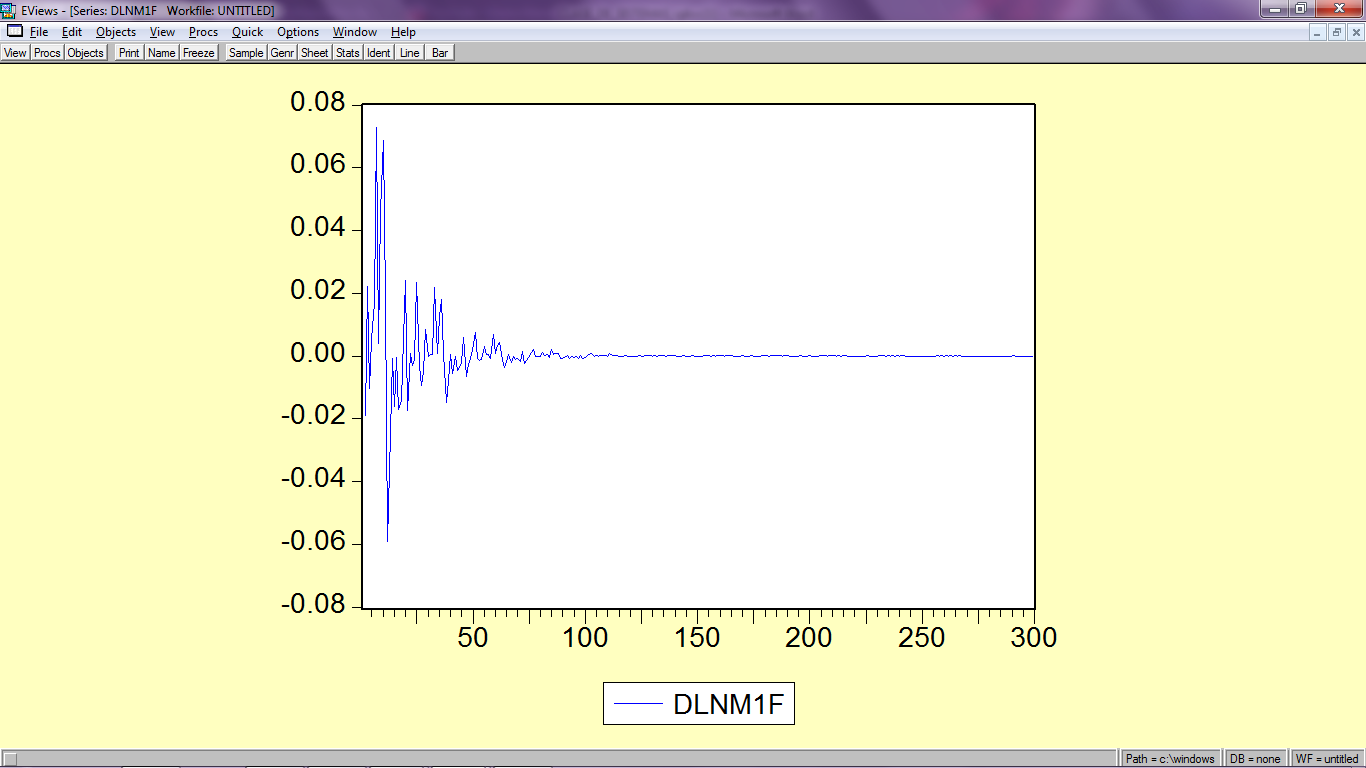 EViews - [Series: DLNM1F   Workfile: UNTITLED]
File Edit Objects View Procs Quick Options Window Help
View Procs Objects Print Name Freeze Sample Genr Sheet Stats Ident Line Bar
0.08
0.06
0.04
0.02
0.00
-0.02
-0.04
-0.06
-0.08
50 100 150 200 250 300
DLNM1F
Path = c:\windows DB = none WF = untitled